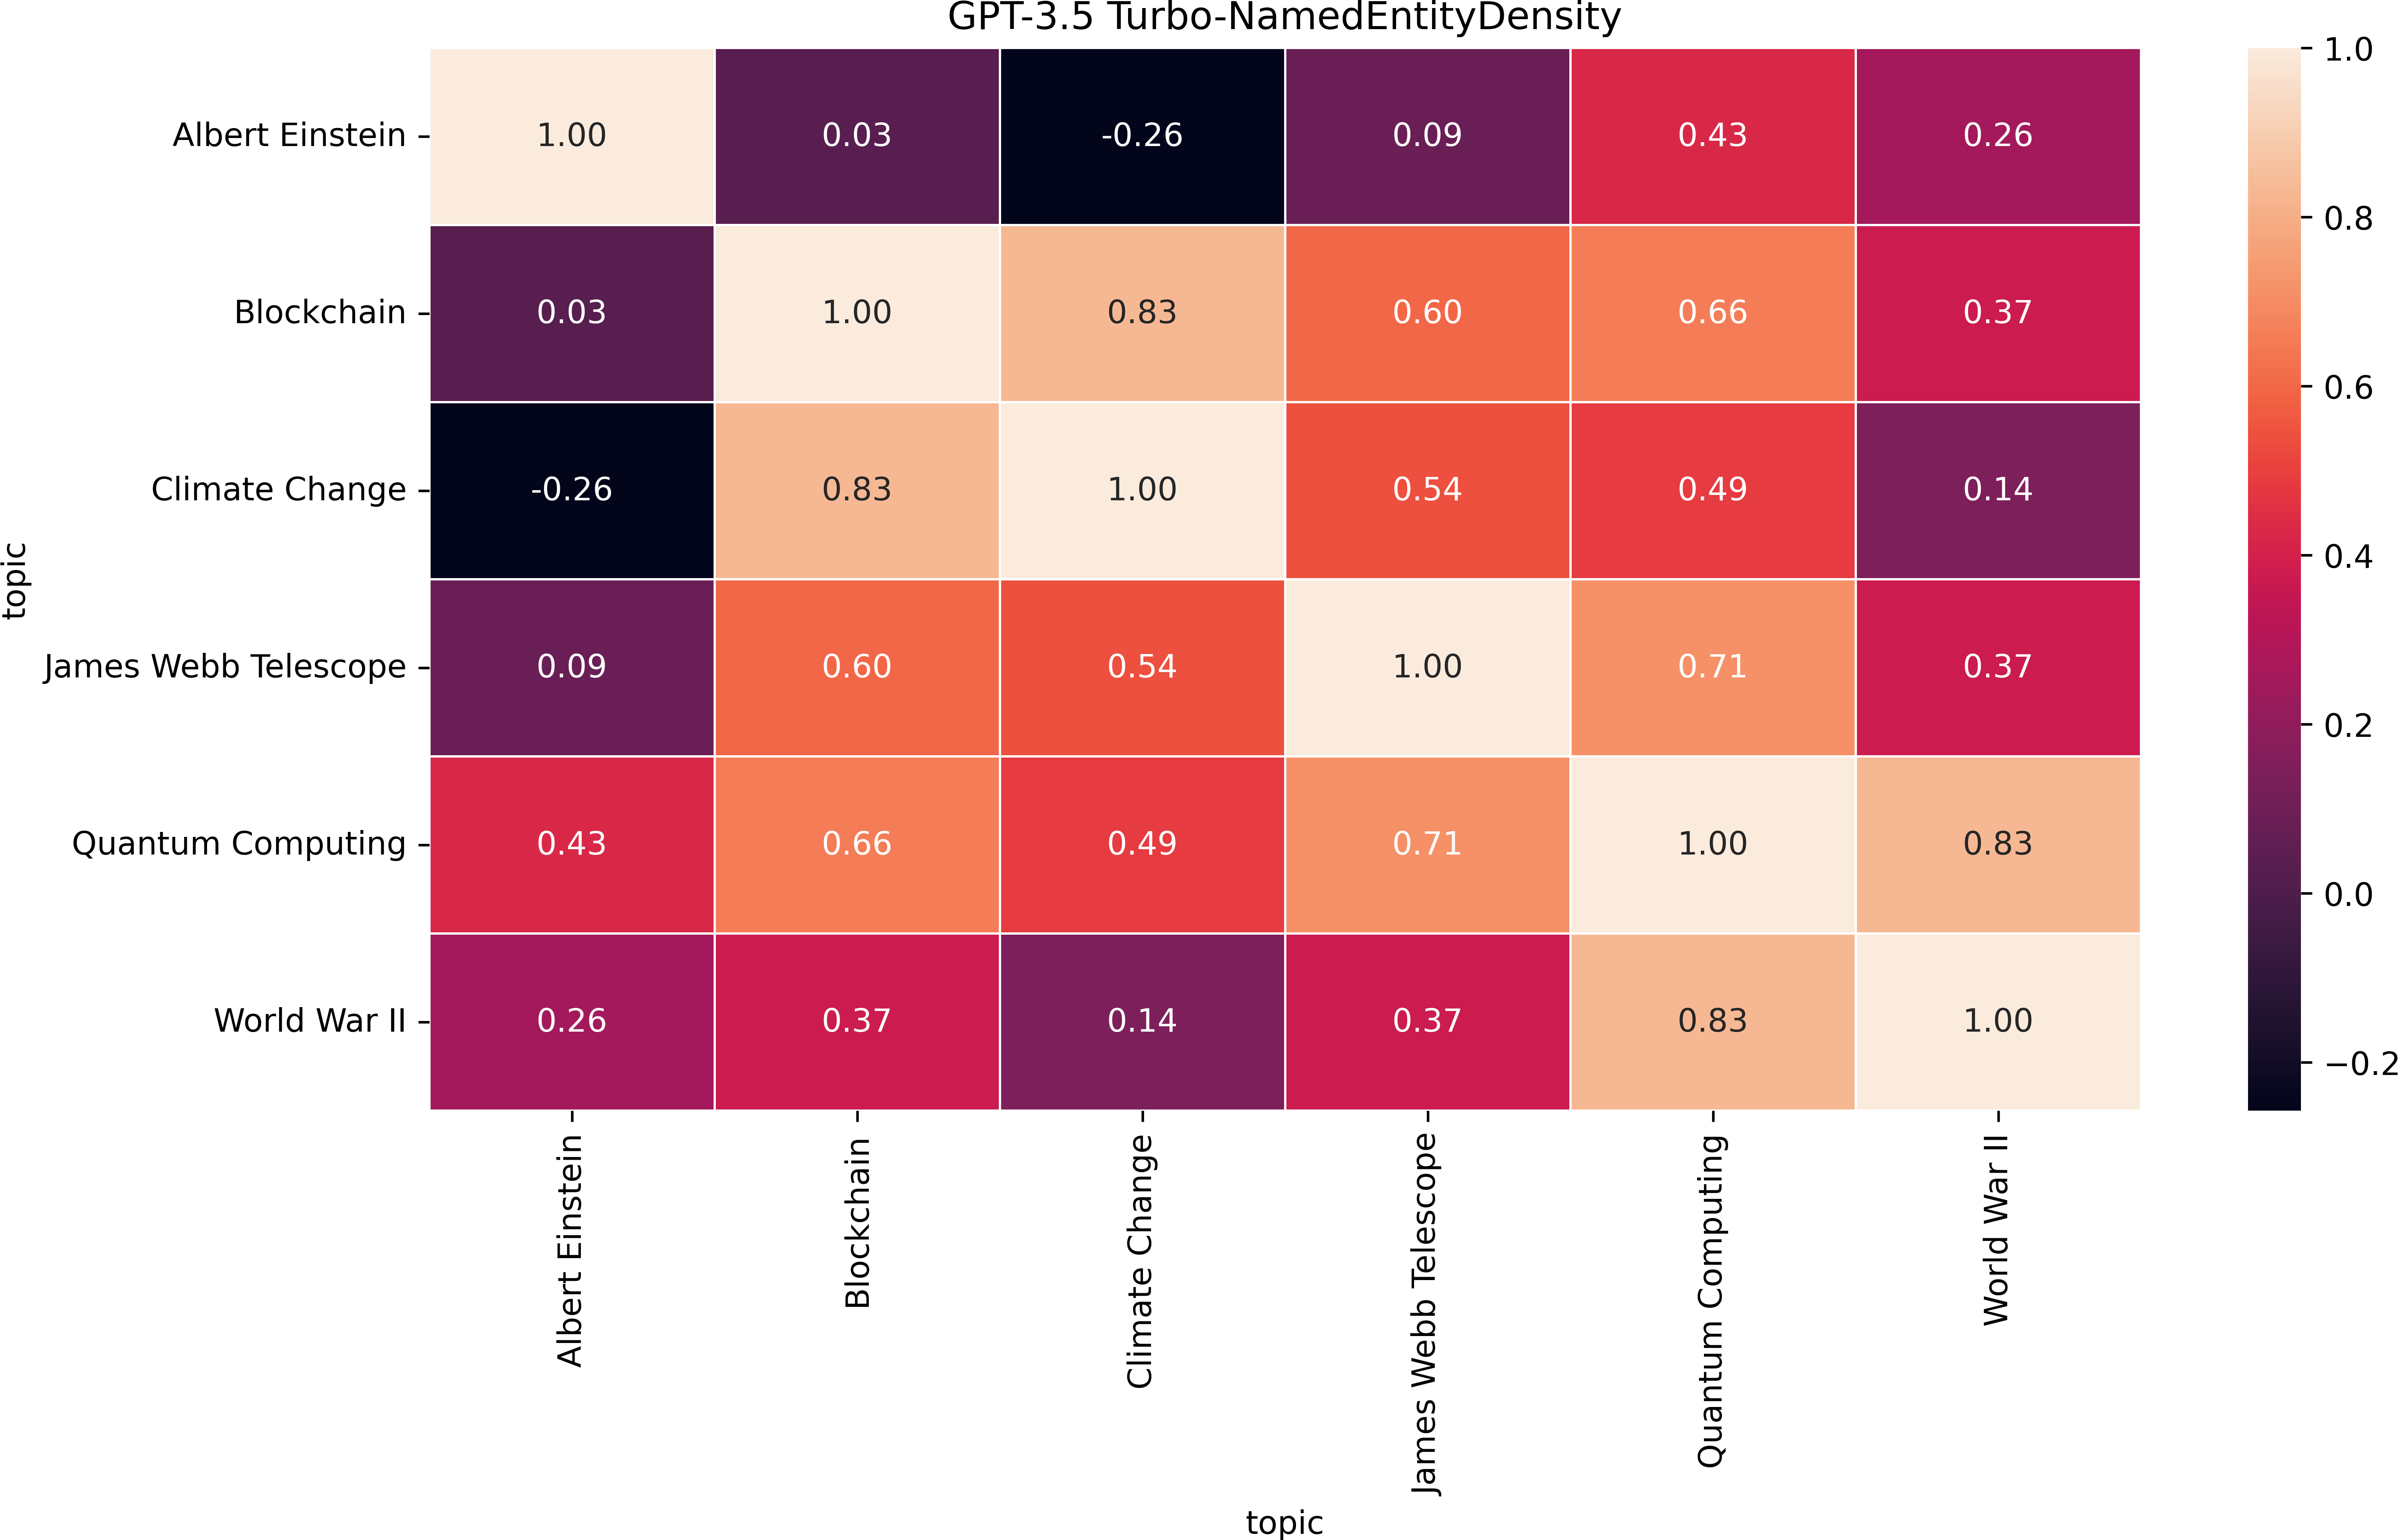 GPT-3.5 Turbo-NamedEntityDensity
Albert Einstein 1.00 0.03 -0.26 0.09 0.43 0.26
Blockchain 0.03 1.00 0.83 0.60 0.66 0.37
Climate Change -0.26 0.83 1.00 0.54 0.49 0.14
James Webb Telescope 0.09 0.60 0.54 1.00 0.71 0.37
Quantum Computing 0.43 0.66 0.49 0.71 1.00 0.83
World War II 0.26 0.37 0.14 0.37 0.83 1.00
topic
Albert Einstein
Blockchain
Climate Change
James Webb Telescope
Quantum Computing
World War II
topic
1.0
0.8
0.6
0.4
0.2
0.0
−0.2